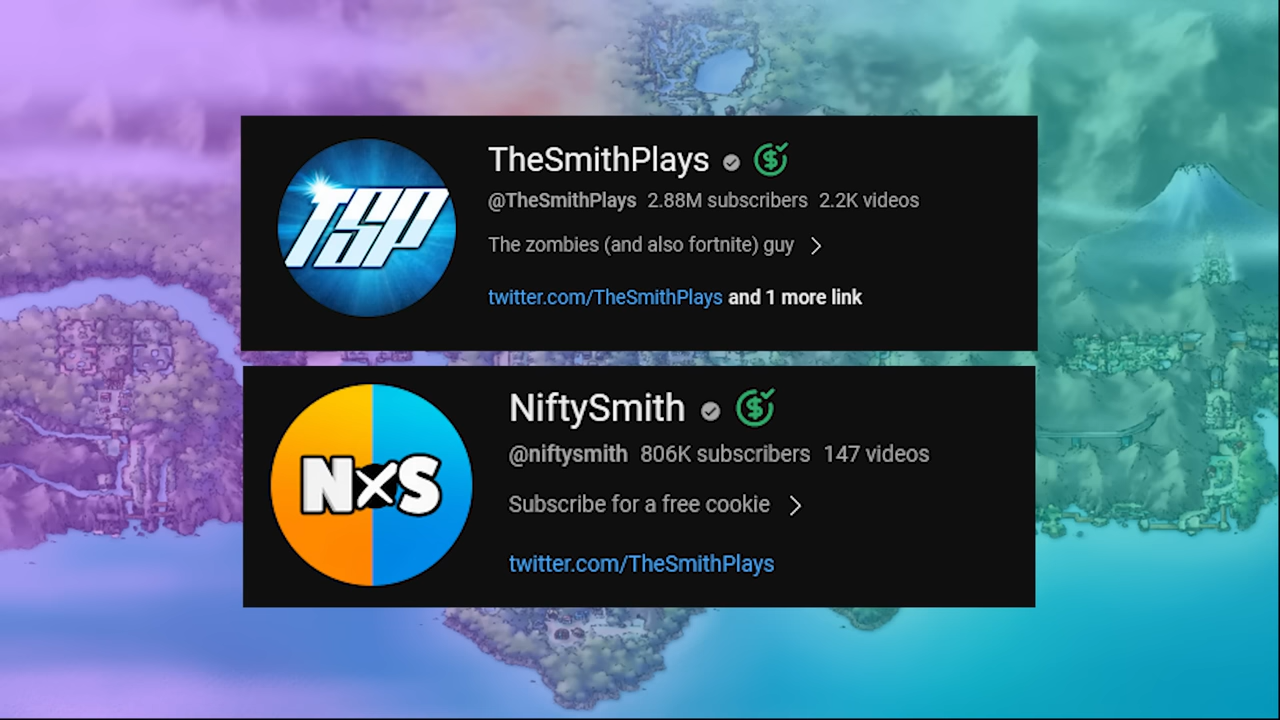 TSP
TheSmithPlays
@TheSmithPlays 2.88M subscribers 2.2K videos
The zombies (and also fortnite) guy
twitter.com/TheSmithPlays and 1 more link
N×S
NiftySmith
@niftysmith 806K subscribers 147 videos
Subscribe for a free cookie
twitter.com/TheSmithPlays